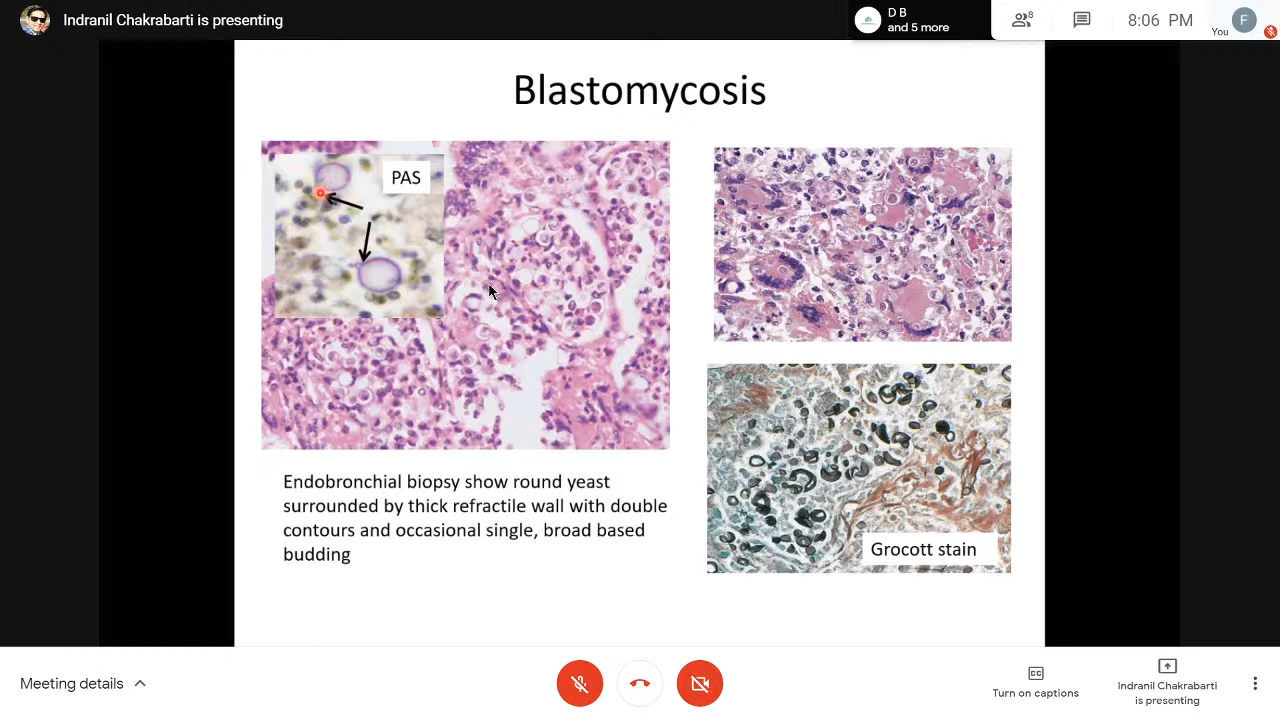 Indranil Chakrabarti is presenting
D B
and 5 more
8
8:06 PM
You
F
Blastomycosis
PAS
Endobronchial biopsy show round yeast
surrounded by thick refractile wall with double
contours and occasional single, broad based
budding
Grocott stain
Meeting details
CC
Turn on captions
Indranil Chakrabarti
is presenting